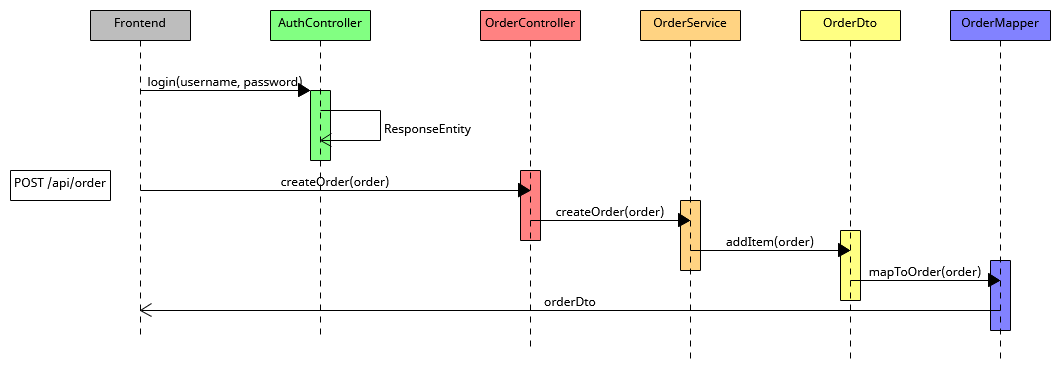 Frontend
AuthController
OrderController
OrderService
OrderDto
OrderMapper
login(username, password)
ResponseEntity
POST /api/order
createOrder(order)
createOrder(order)
addItem(order)
mapToOrder(order)
orderDto